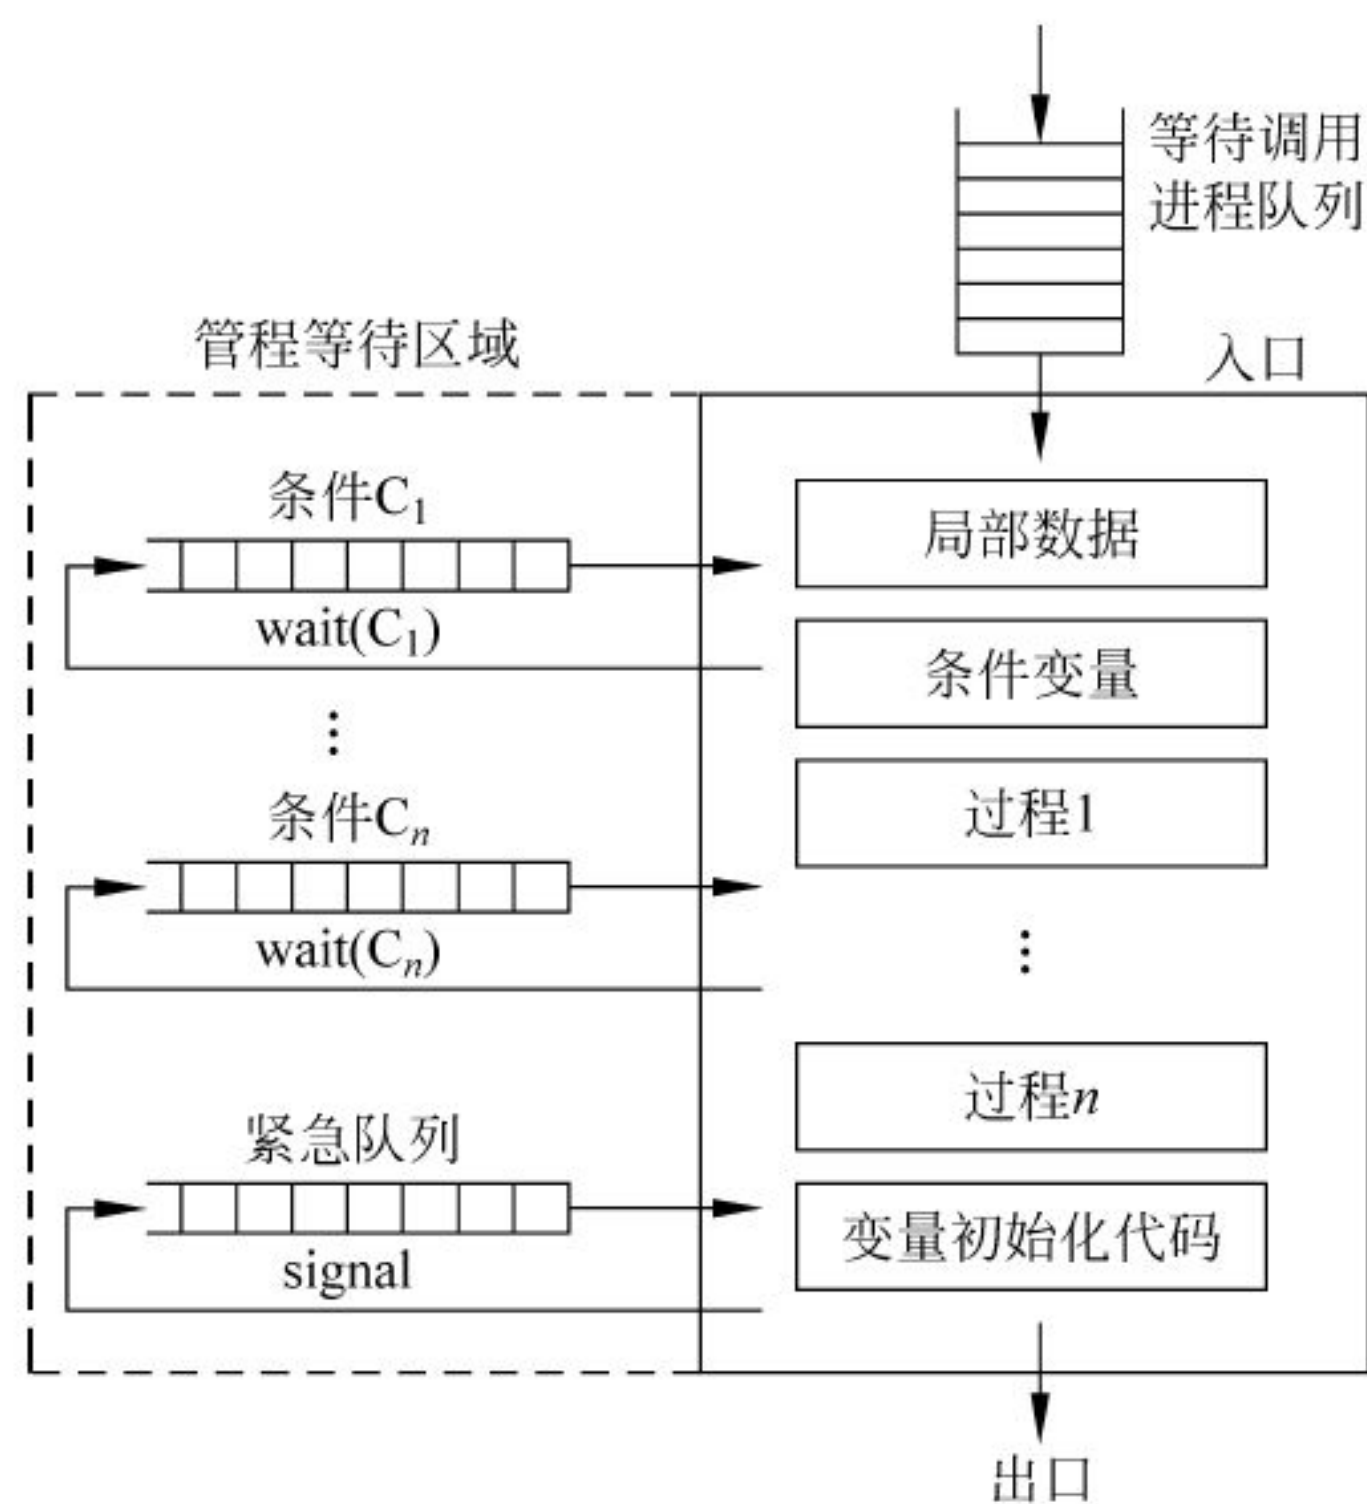 等待调用
进程队列
管程等待区域
入口
条件C₁
局部数据
wait(C₁)
条件变量
⋮
过程1
条件Cₙ
wait(Cₙ)
⋮
过程n
紧急队列
变量初始化代码
signal
出口